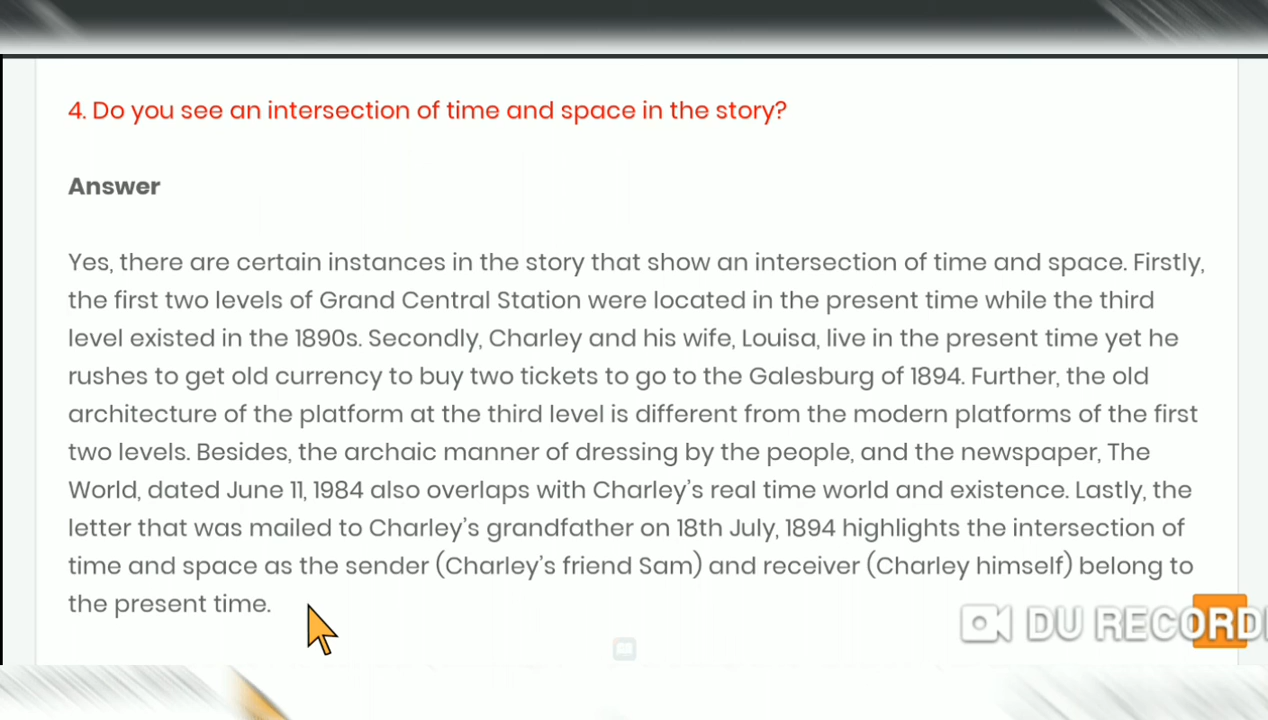 4. Do you see an intersection of time and space in the story?
Answer
Yes, there are certain instances in the story that show an intersection of time and space. Firstly,
the first two levels of Grand Central Station were located in the present time while the third
level existed in the 1890s. Secondly, Charley and his wife, Louisa, live in the present time yet he
rushes to get old currency to buy two tickets to go to the Galesburg of 1894. Further, the old
architecture of the platform at the third level is different from the modern platforms of the first
two levels. Besides, the archaic manner of dressing by the people, and the newspaper, The
World, dated June 11, 1984 also overlaps with Charley's real time world and existence. Lastly, the
letter that was mailed to Charley's grandfather on 18th July, 1894 highlights the intersection of
time and space as the sender (Charley's friend Sam) and receiver (Charley himself) belong to
the present time.
DU RECORD